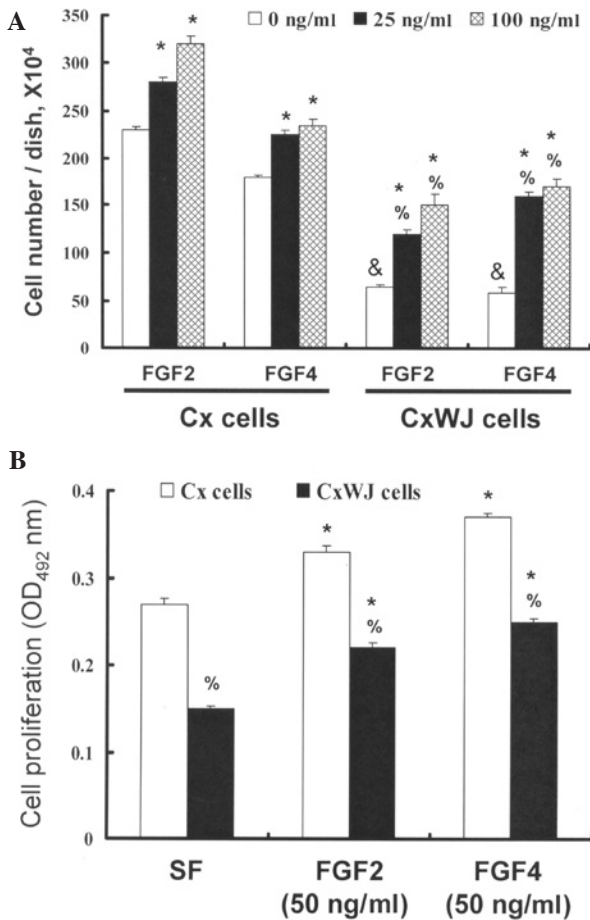 A
0 ng/ml 25 ng/ml 100 ng/ml
Cell number / dish, X10⁴
350
300
250
200
150
100
50
0
* * * * & * % * % & * % * %
FGF2 FGF4 FGF2 FGF4
Cx cells CxWJ cells
B
Cx cells CxWJ cells
Cell proliferation (OD₄₉₂ nm)
0.4
0.3
0.2
0.1
0
% * * % * * %
SF FGF2 FGF4
(50 ng/ml) (50 ng/ml)